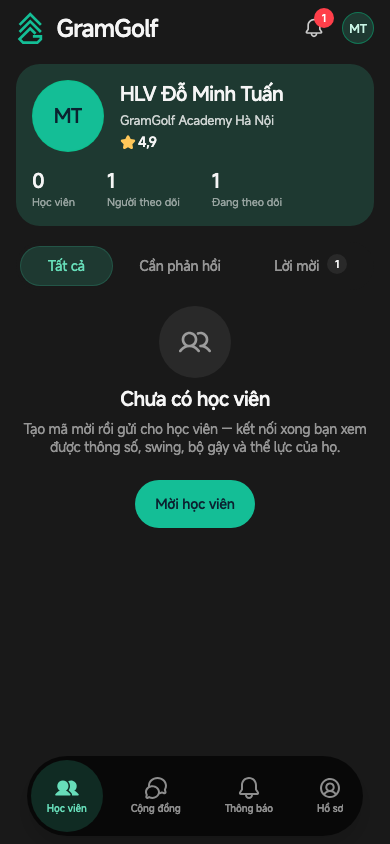 GramGolf
1
MT
MT
HLV Đỗ Minh Tuấn
GramGolf Academy Hà Nội
4,9
0
Học viên
1
Người theo dõi
1
Đang theo dõi
Tất cả
Cần phản hồi
Lời mời
1
Chưa có học viên
Tạo mã mời rồi gửi cho học viên — kết nối xong bạn xem
được thông số, swing, bộ gậy và thể lực của họ.
Mời học viên
Học viên
Cộng đồng
Thông báo
Hồ sơ